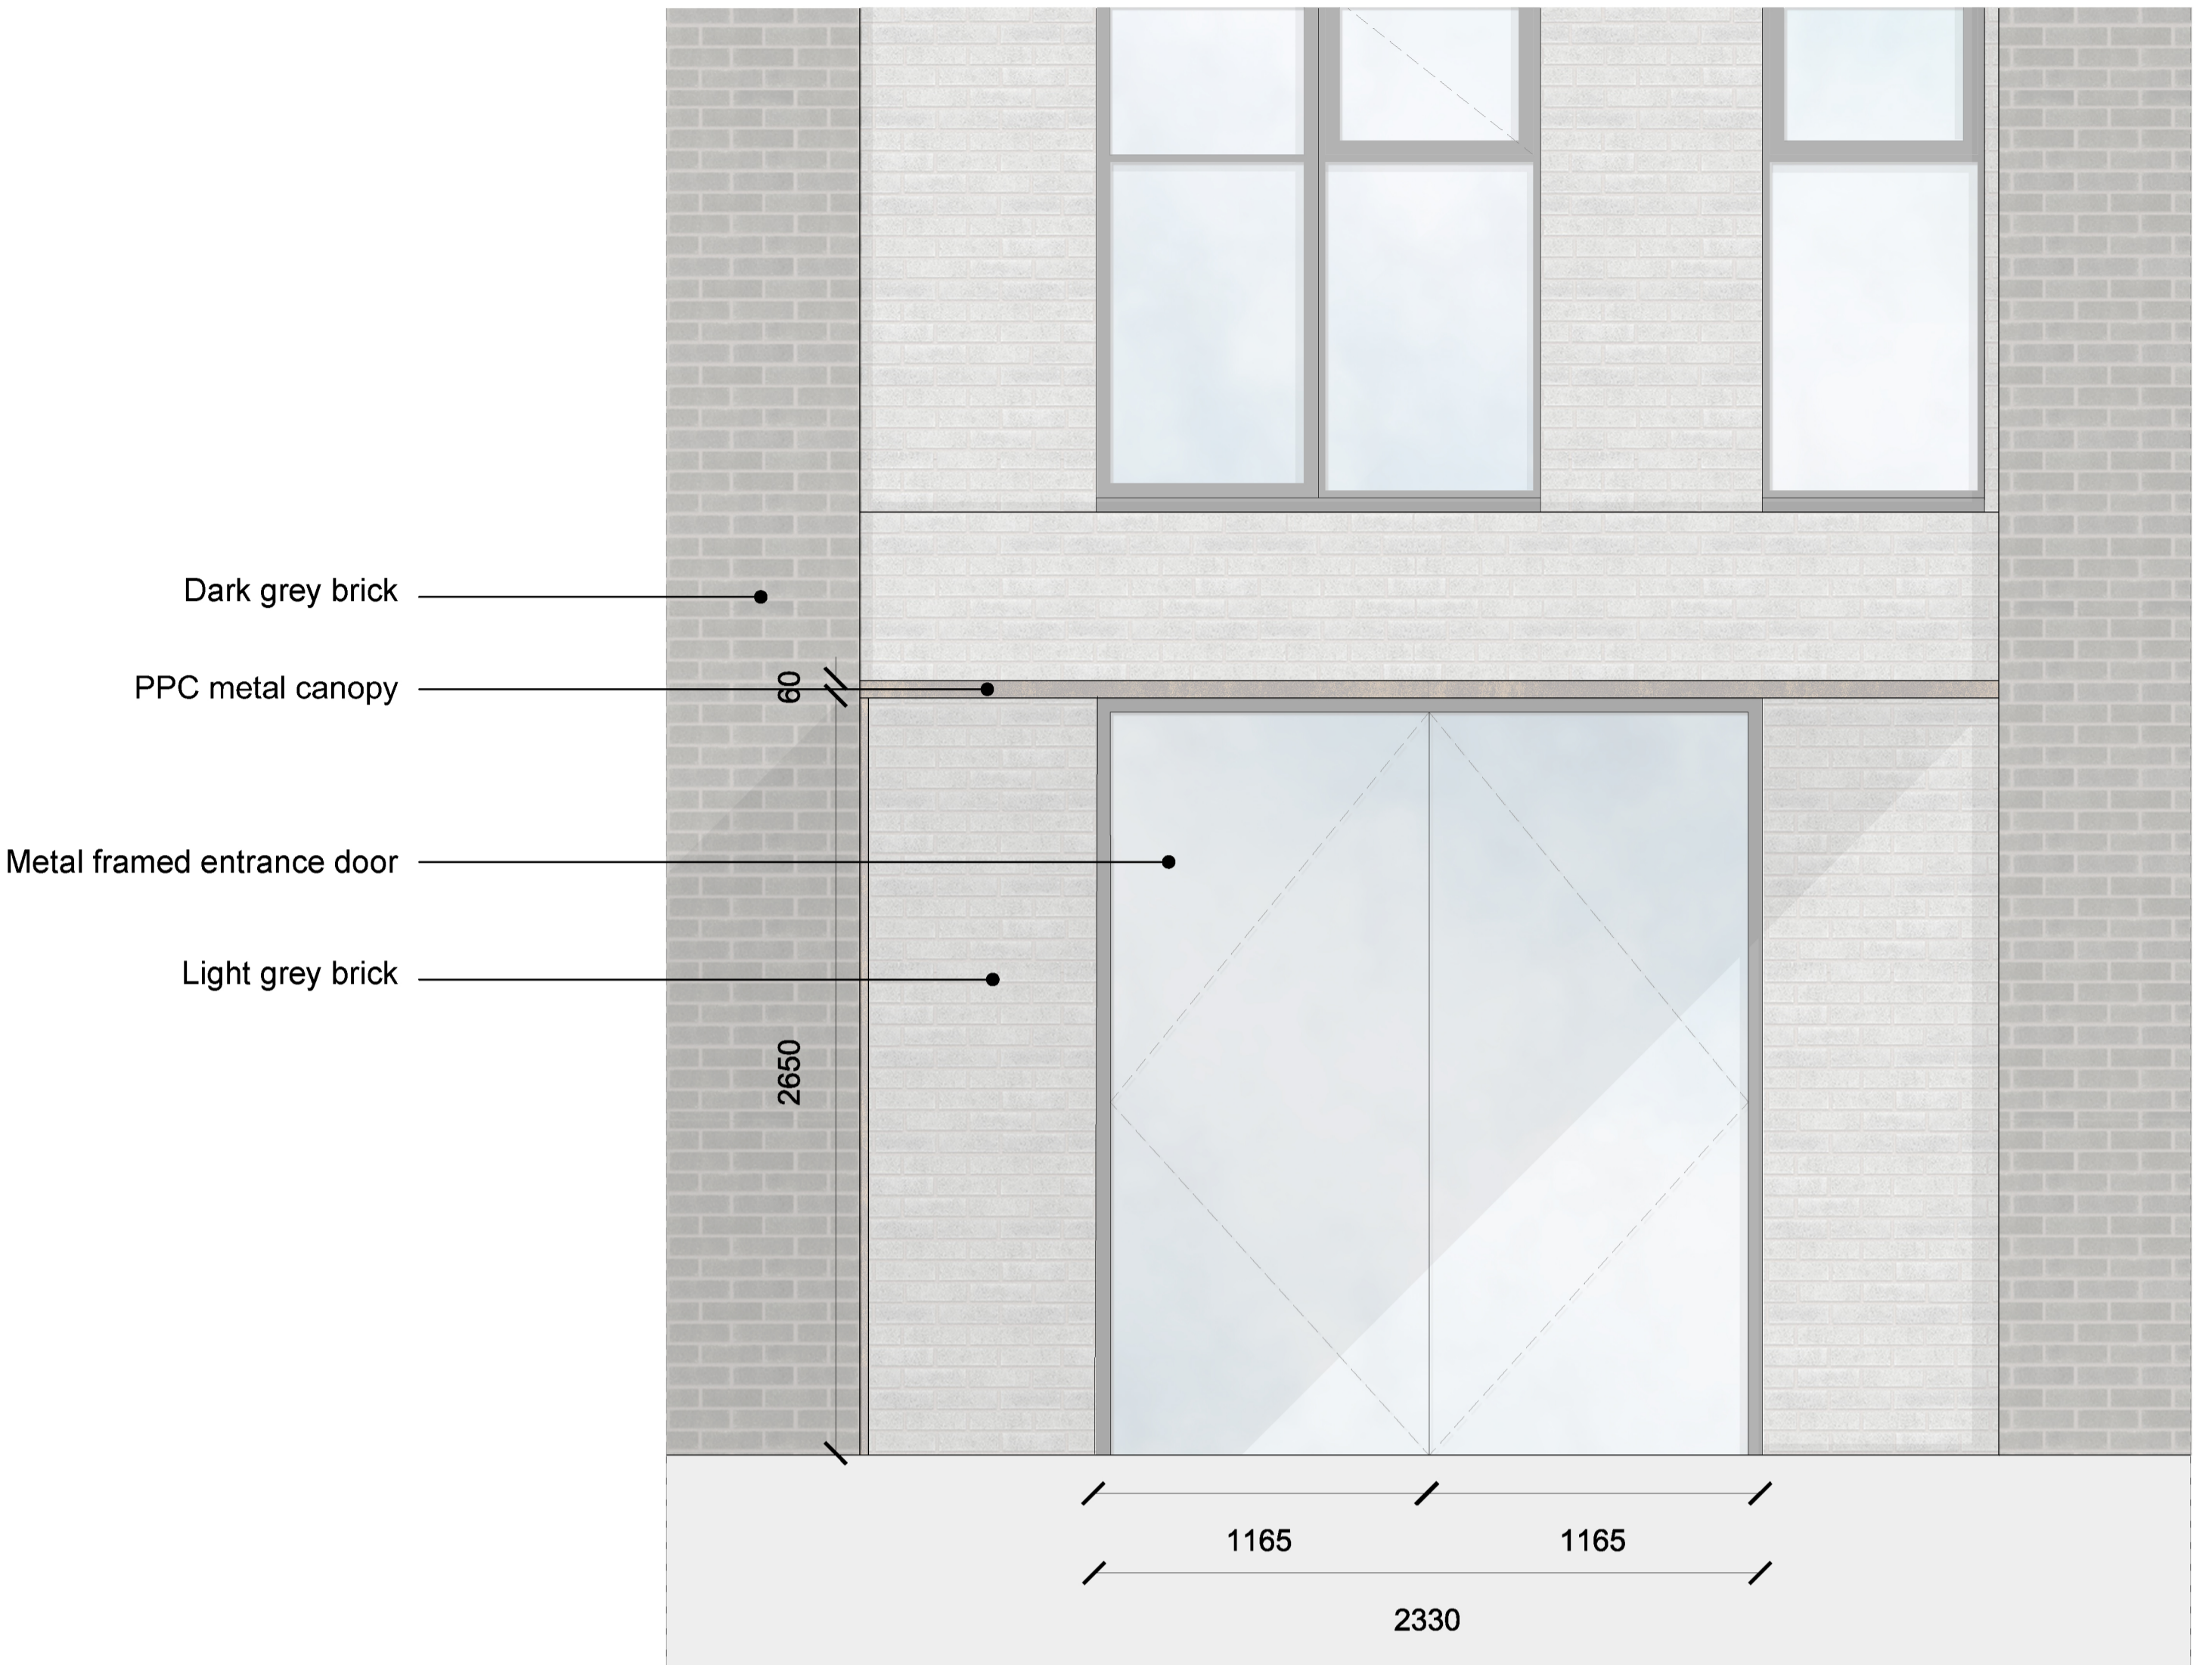 Dark grey brick
60
PPC metal canopy
Metal framed entrance door
Light grey brick
2650
1165 1165
2330